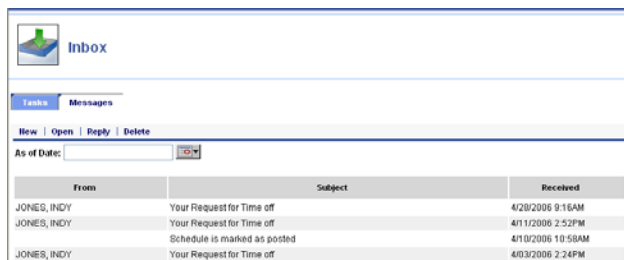 Inbox
Tasks Messages
New | Open | Reply | Delete
As of Date:
From Subject Received
JONES, INDY Your Request for Time off 4/28/2006 9:16AM
JONES, INDY Your Request for Time off 4/11/2006 2:52PM
Schedule is marked as posted 4/10/2006 10:58AM
JONES, INDY Your Request for Time off 4/03/2006 2:24PM